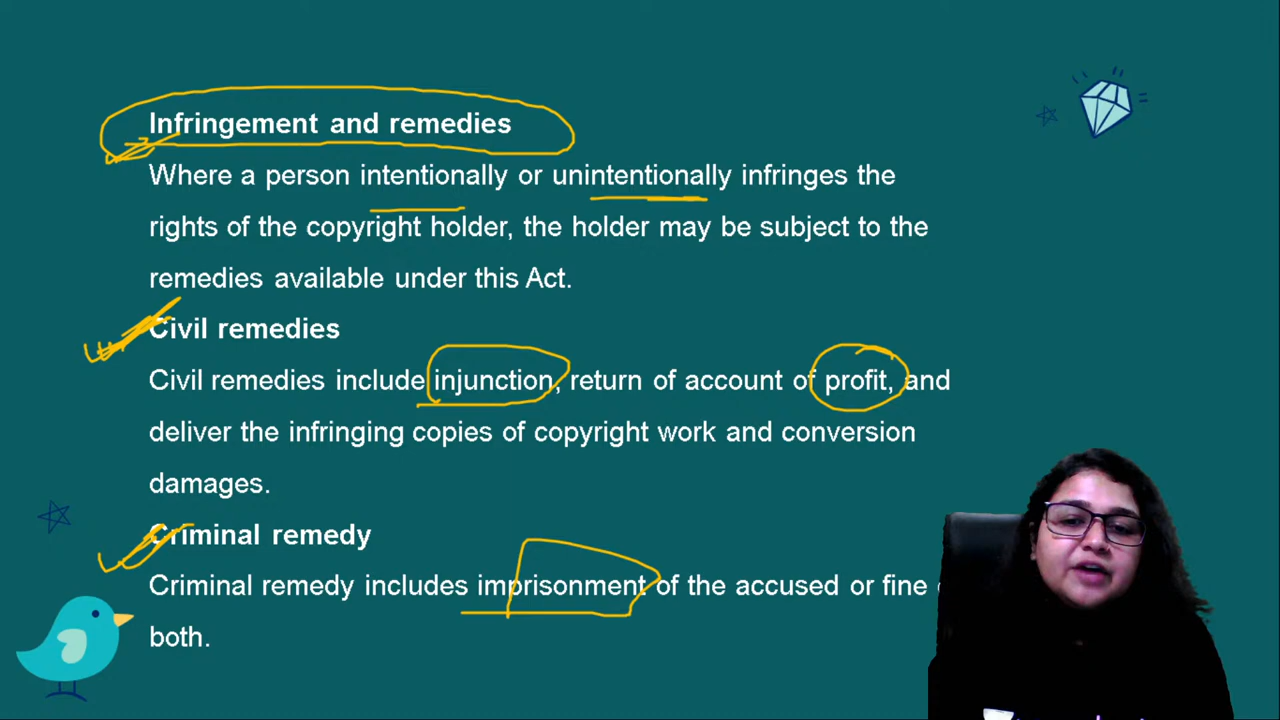 Infringement and remedies
Where a person intentionally or unintentionally infringes the
rights of the copyright holder, the holder may be subject to the
remedies available under this Act.
Civil remedies
Civil remedies include injunction, return of account of profit, and
deliver the infringing copies of copyright work and conversion
damages.
Criminal remedy
Criminal remedy includes imprisonment of the accused or fine
both.